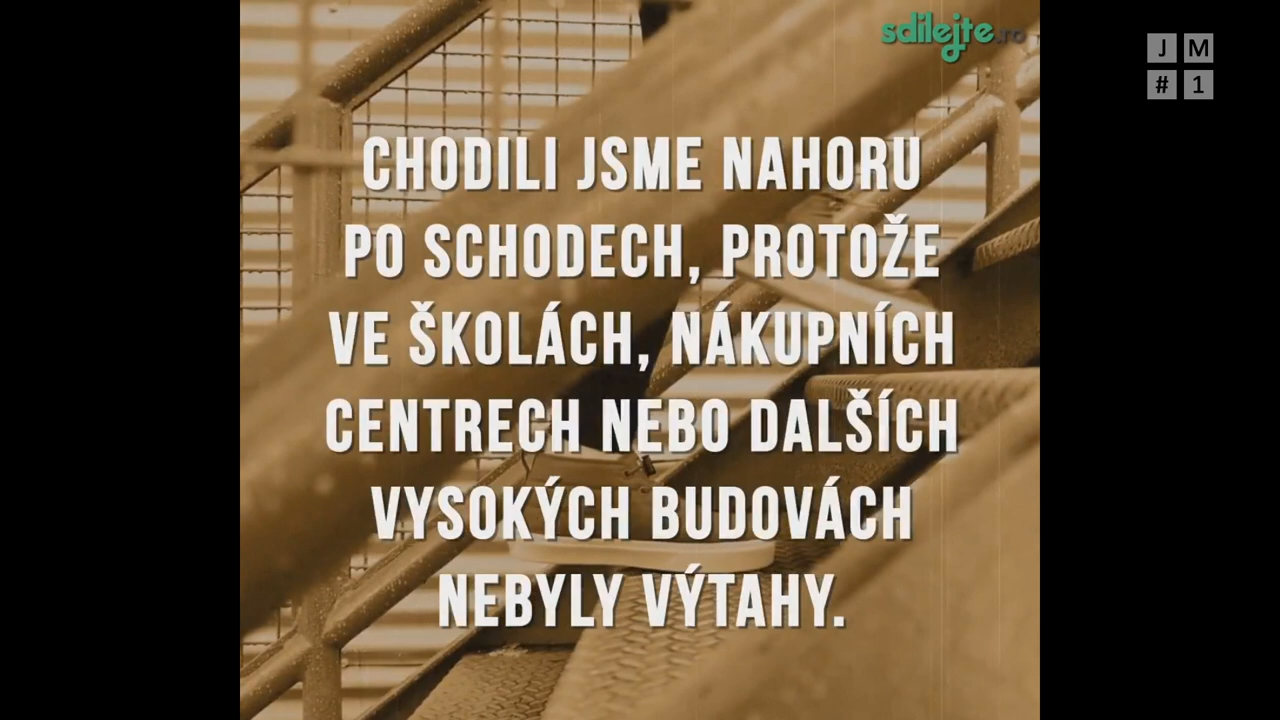 sdilejte.ro
J M
# 1
CHODILI JSME NAHORU
PO SCHODECH, PROTOŽE
VE ŠKOLÁCH, NÁKUPNÍCH
CENTRECH NEBO DALŠÍCH
VYSOKÝCH BUDOVÁCH
NEBYLY VÝTAHY.